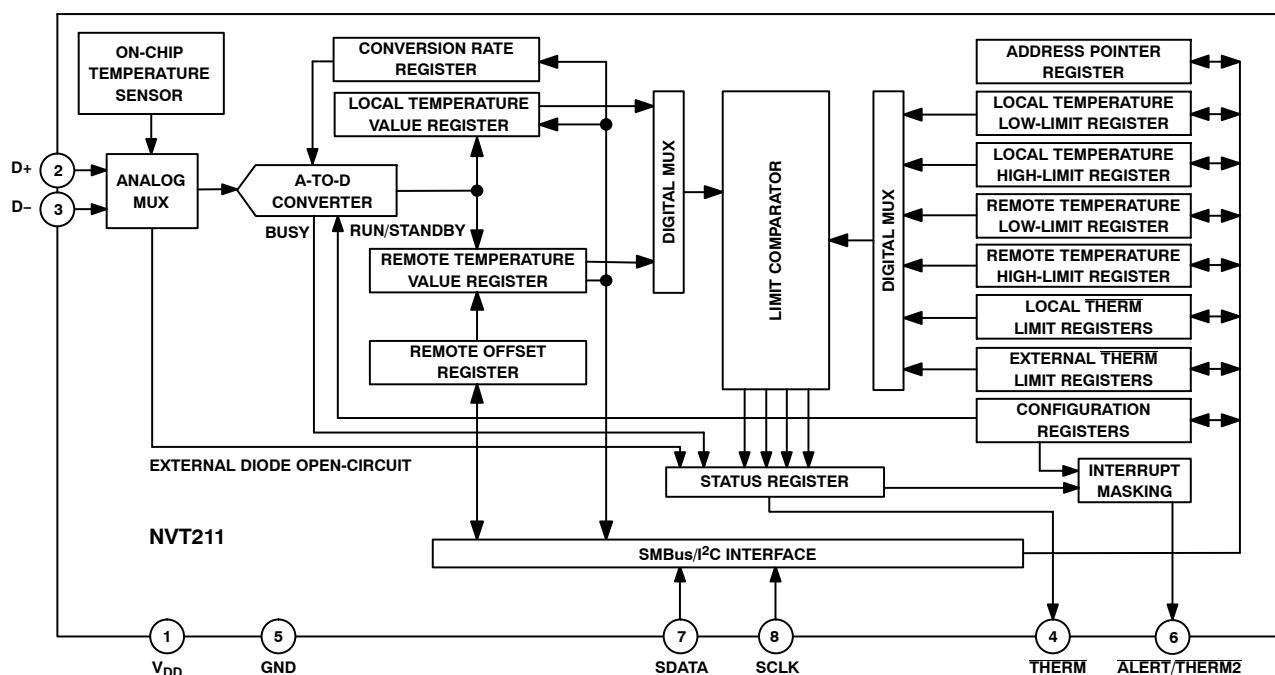 ON-CHIP
TEMPERATURE
SENSOR
CONVERSION RATE
REGISTER
LOCAL TEMPERATURE
VALUE REGISTER
D+
2
D−
3
ANALOG
MUX
A-TO-D
CONVERTER
BUSY
RUN/STANDBY
REMOTE TEMPERATURE
VALUE REGISTER
REMOTE OFFSET
REGISTER
DIGITAL MUX
LIMIT COMPARATOR
DIGITAL MUX
ADDRESS POINTER
REGISTER
LOCAL TEMPERATURE
LOW-LIMIT REGISTER
LOCAL TEMPERATURE
HIGH-LIMIT REGISTER
REMOTE TEMPERATURE
LOW-LIMIT REGISTER
REMOTE TEMPERATURE
HIGH-LIMIT REGISTER
LOCAL THERM
LIMIT REGISTERS
EXTERNAL THERM
LIMIT REGISTERS
CONFIGURATION
REGISTERS
EXTERNAL DIODE OPEN-CIRCUIT
STATUS REGISTER
INTERRUPT
MASKING
NVT211
SMBus/I²C INTERFACE
1
5
7
8
4
6
VDD
GND
SDATA
SCLK
THERM
ALERT/THERM2